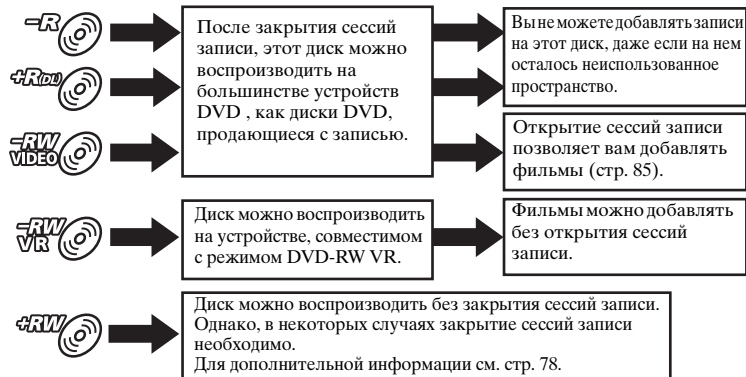 -R
После закрытия сессий
записи, этот диск можно
воспроизводить на
большинстве устройств
DVD , как диски DVD,
продающиеся с записью.
Вы не можете добавлять записи
на этот диск, даже если на нем
осталось неиспользованное
пространство.
+R(DL)
-RW
VIDEO
Открытие сессий записи
позволяет вам добавлять
фильмы (стр. 85).
-RW
VR
Диск можно воспроизводить
на устройстве, совместимом
с режимом DVD-RW VR.
Фильмы можно добавлять
без открытия сессий
записи.
+RW
Диск можно воспроизводить без закрытия сессий записи.
Однако, в некоторых случаях закрытие сессий записи
необходимо.
Для дополнительной информации см. стр. 78.